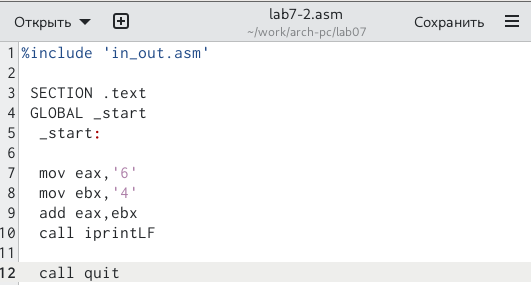 Открыть lab7-2.asm Сохранить
~/work/arch-pc/lab07
1 %include 'in_out.asm'
2
3 SECTION .text
4 GLOBAL _start
5 _start:
6
7 mov eax,'6'
8 mov ebx,'4'
9 add eax,ebx
10 call iprintLF
11
12 call quit